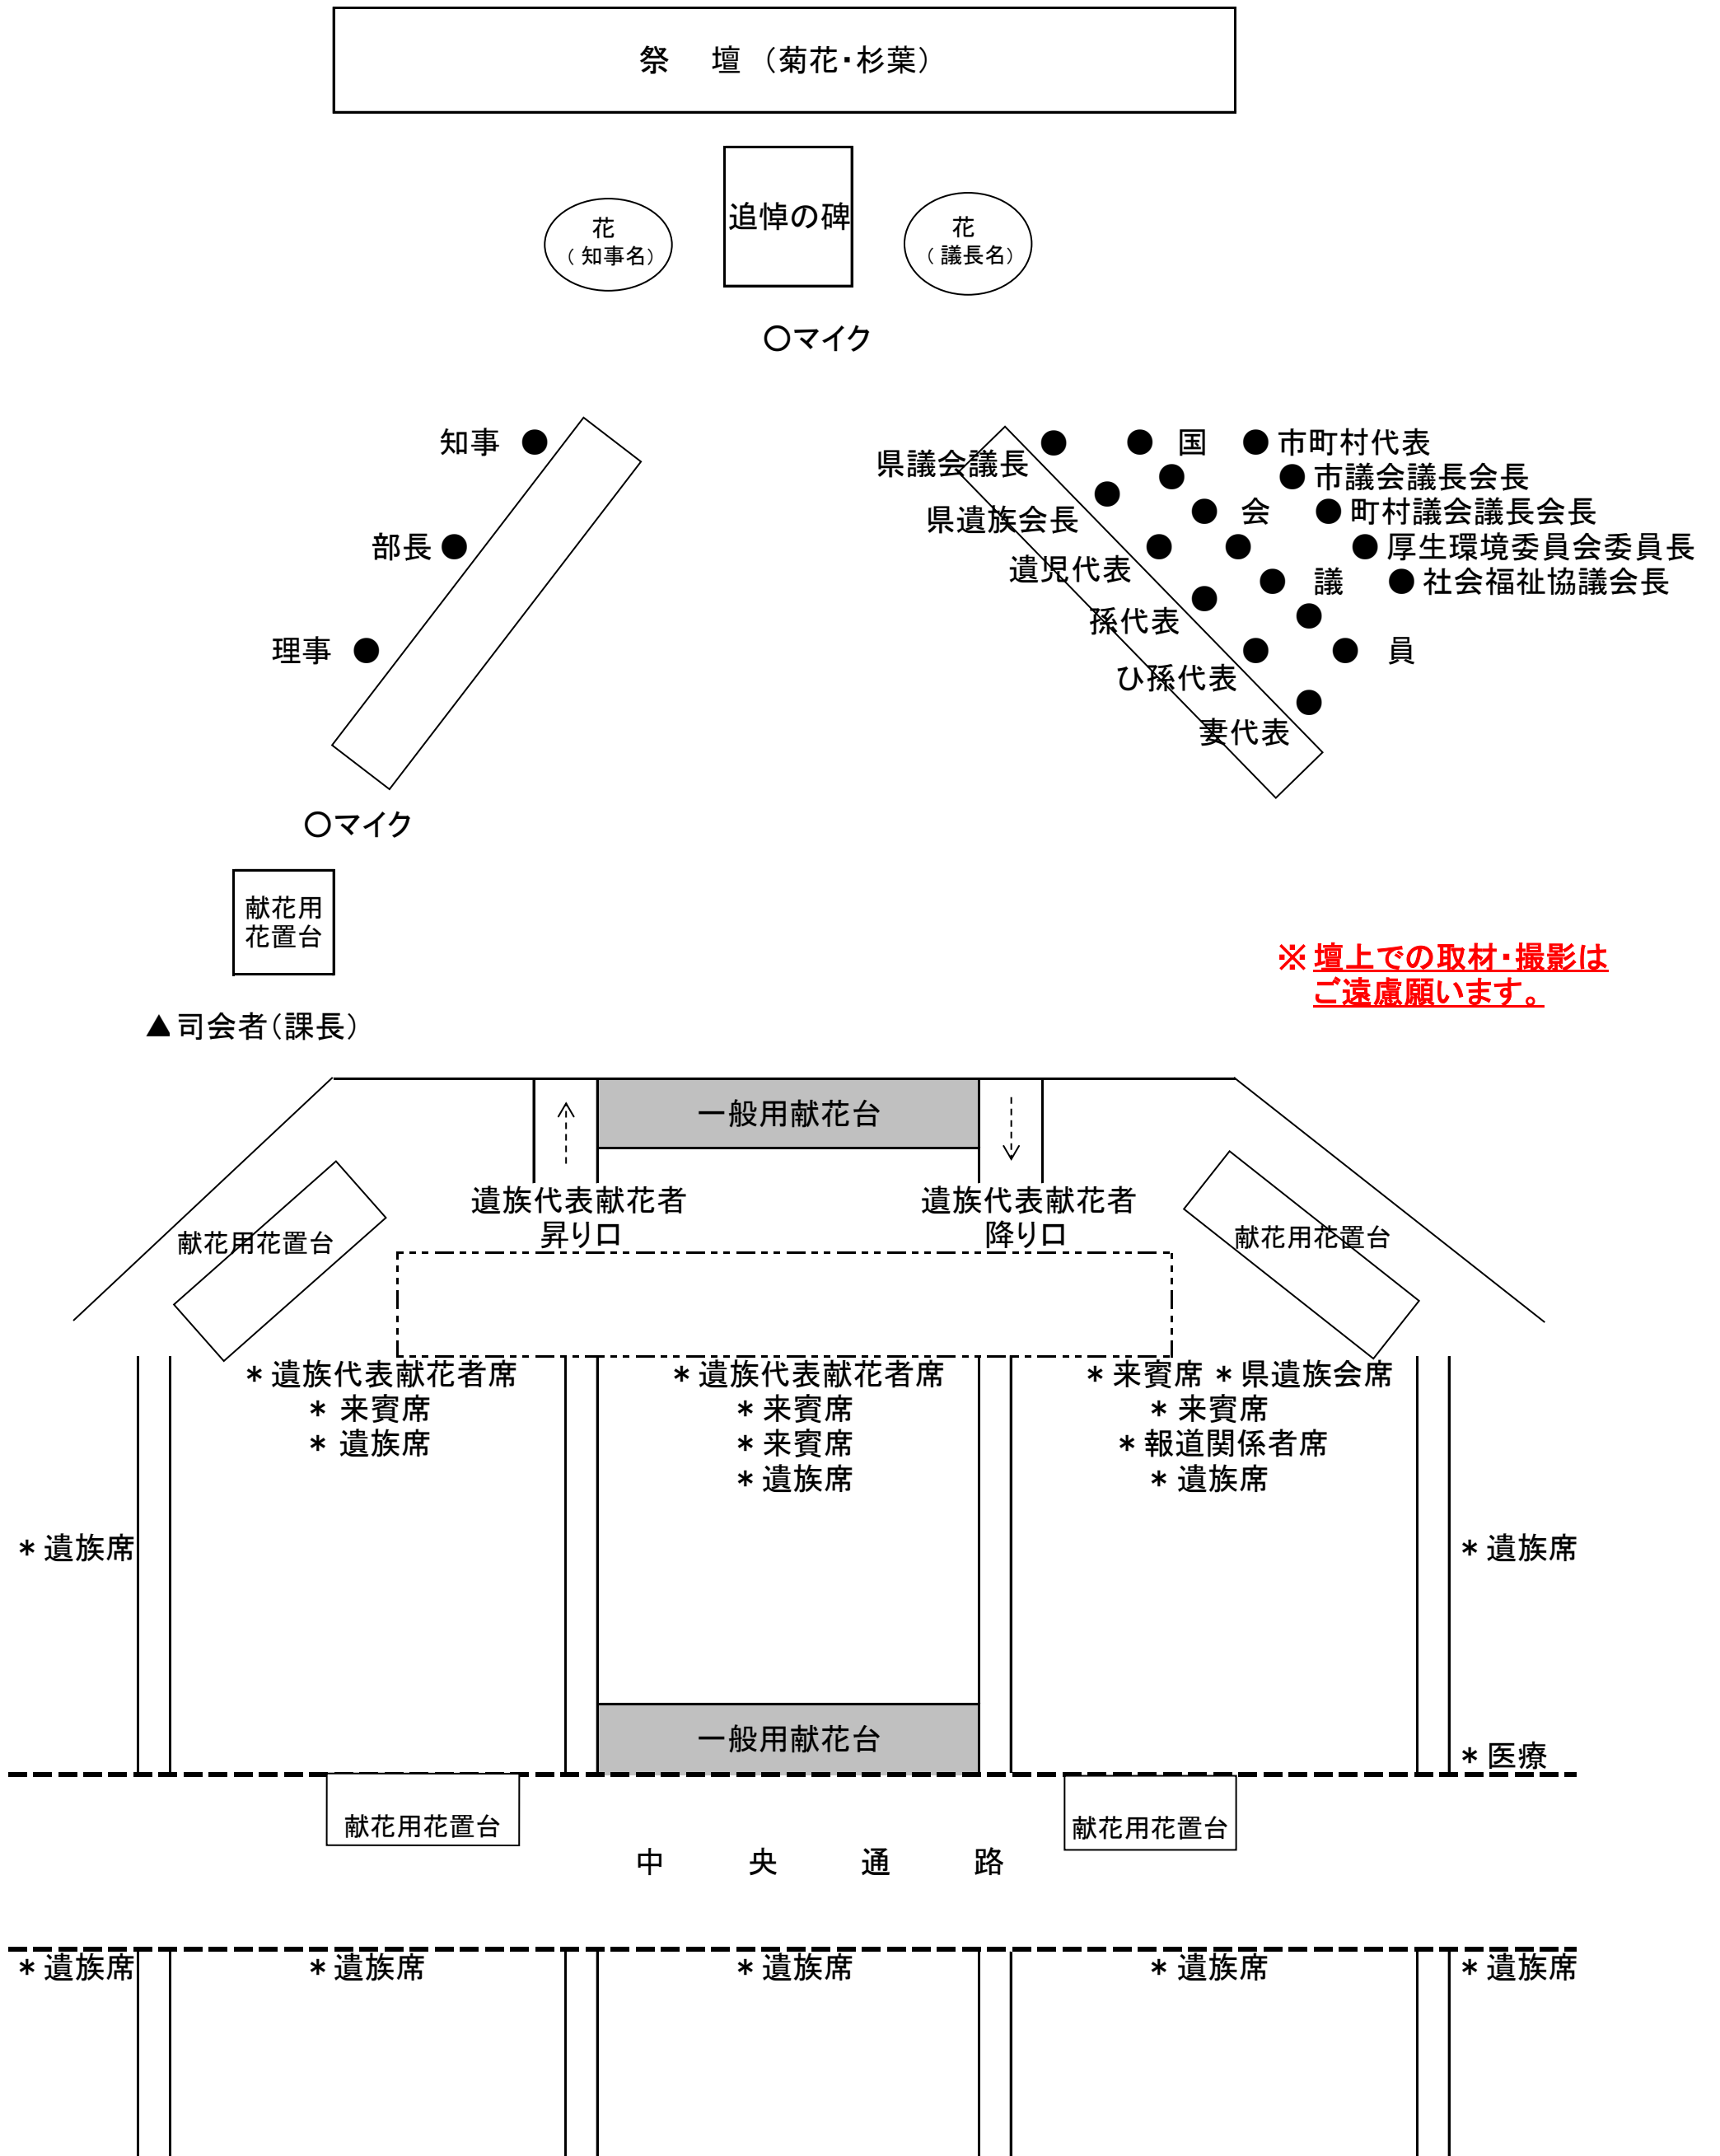 祭　壇（菊花・杉葉）
追悼の碑
花
（知事名）
花
（議長名）
○マイク
知事 ●
部長 ●
理事 ●
県議会議長
県遺族会長
遺児代表
孫代表
ひ孫代表
妻代表
国会議員
● 市町村代表
● 市議会議長会長
● 町村議会議長会長
● 厚生環境委員会委員長
● 社会福祉協議会長
○マイク
献花用
花置台
※ 壇上での取材・撮影は
ご遠慮願います。
▲ 司会者（課長）
一般用献花台
遺族代表献花者
昇り口
遺族代表献花者
降り口
献花用花置台
献花用花置台
* 遺族代表献花者席
* 来賓席
* 遺族席
* 遺族代表献花者席
* 来賓席
* 来賓席
* 遺族席
* 来賓席 * 県遺族会席
* 来賓席
* 報道関係者席
* 遺族席
* 遺族席
* 遺族席
一般用献花台
* 医療
献花用花置台
献花用花置台
中　央　通　路
* 遺族席
* 遺族席
* 遺族席
* 遺族席
* 遺族席